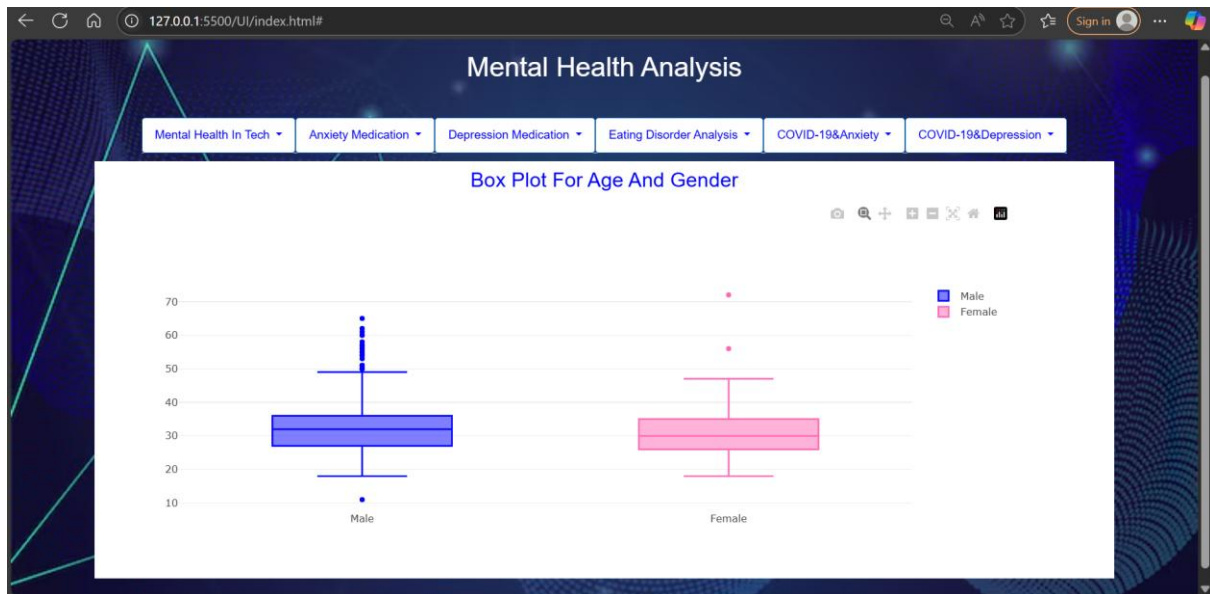 127.0.0.1:5500/UI/index.html#
Sign in
Mental Health Analysis
Mental Health In Tech
Anxiety Medication
Depression Medication
Eating Disorder Analysis
COVID-19&Anxiety
COVID-19&Depression
Box Plot For Age And Gender
70
60
50
40
30
20
10
Male
Female
Male
Female